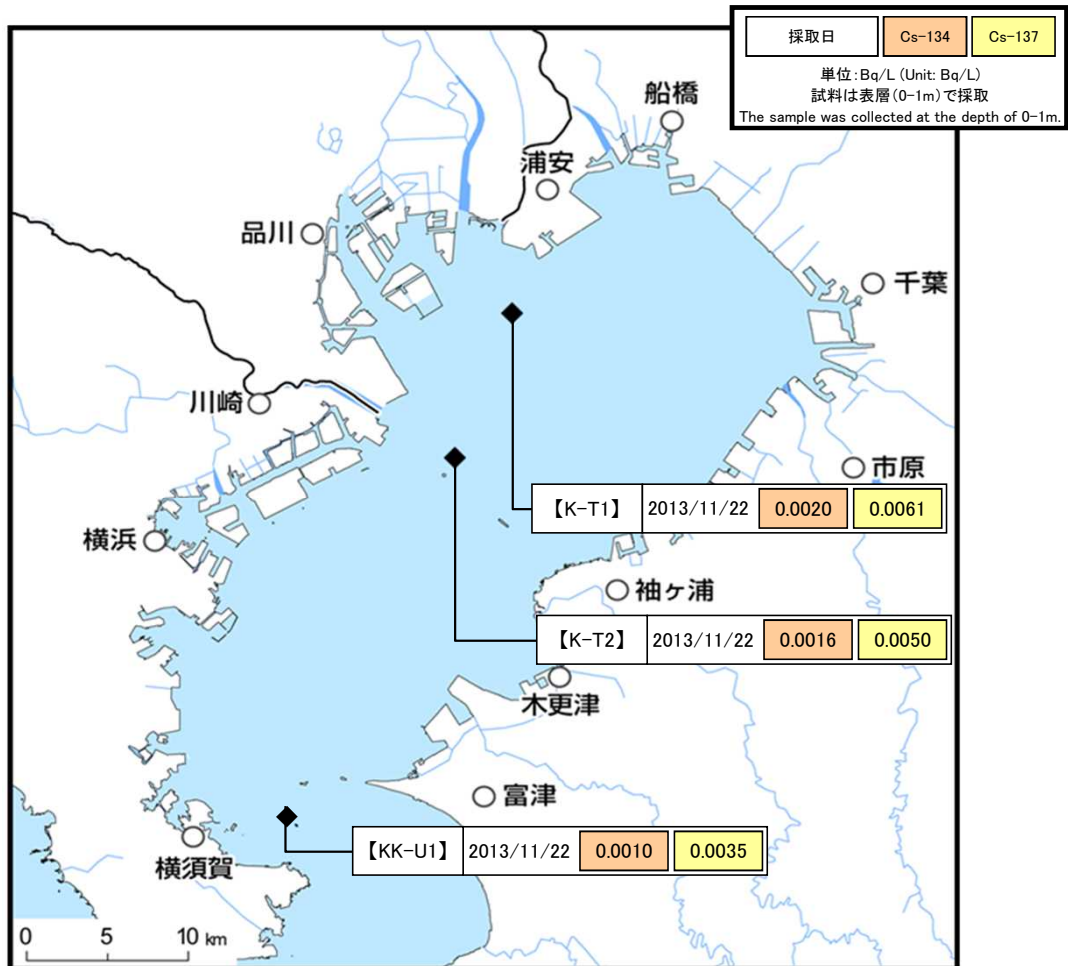 採取日 Cs-134 Cs-137
単位:Bq/L (Unit: Bq/L)
試料は表層(0-1m)で採取
The sample was collected at the depth of 0-1m.
船橋
浦安
品川
千葉
川崎
市原
【K-T1】 2013/11/22 0.0020 0.0061
横浜
袖ヶ浦
【K-T2】 2013/11/22 0.0016 0.0050
木更津
富津
【KK-U1】 2013/11/22 0.0010 0.0035
横須賀
0 5 10 km